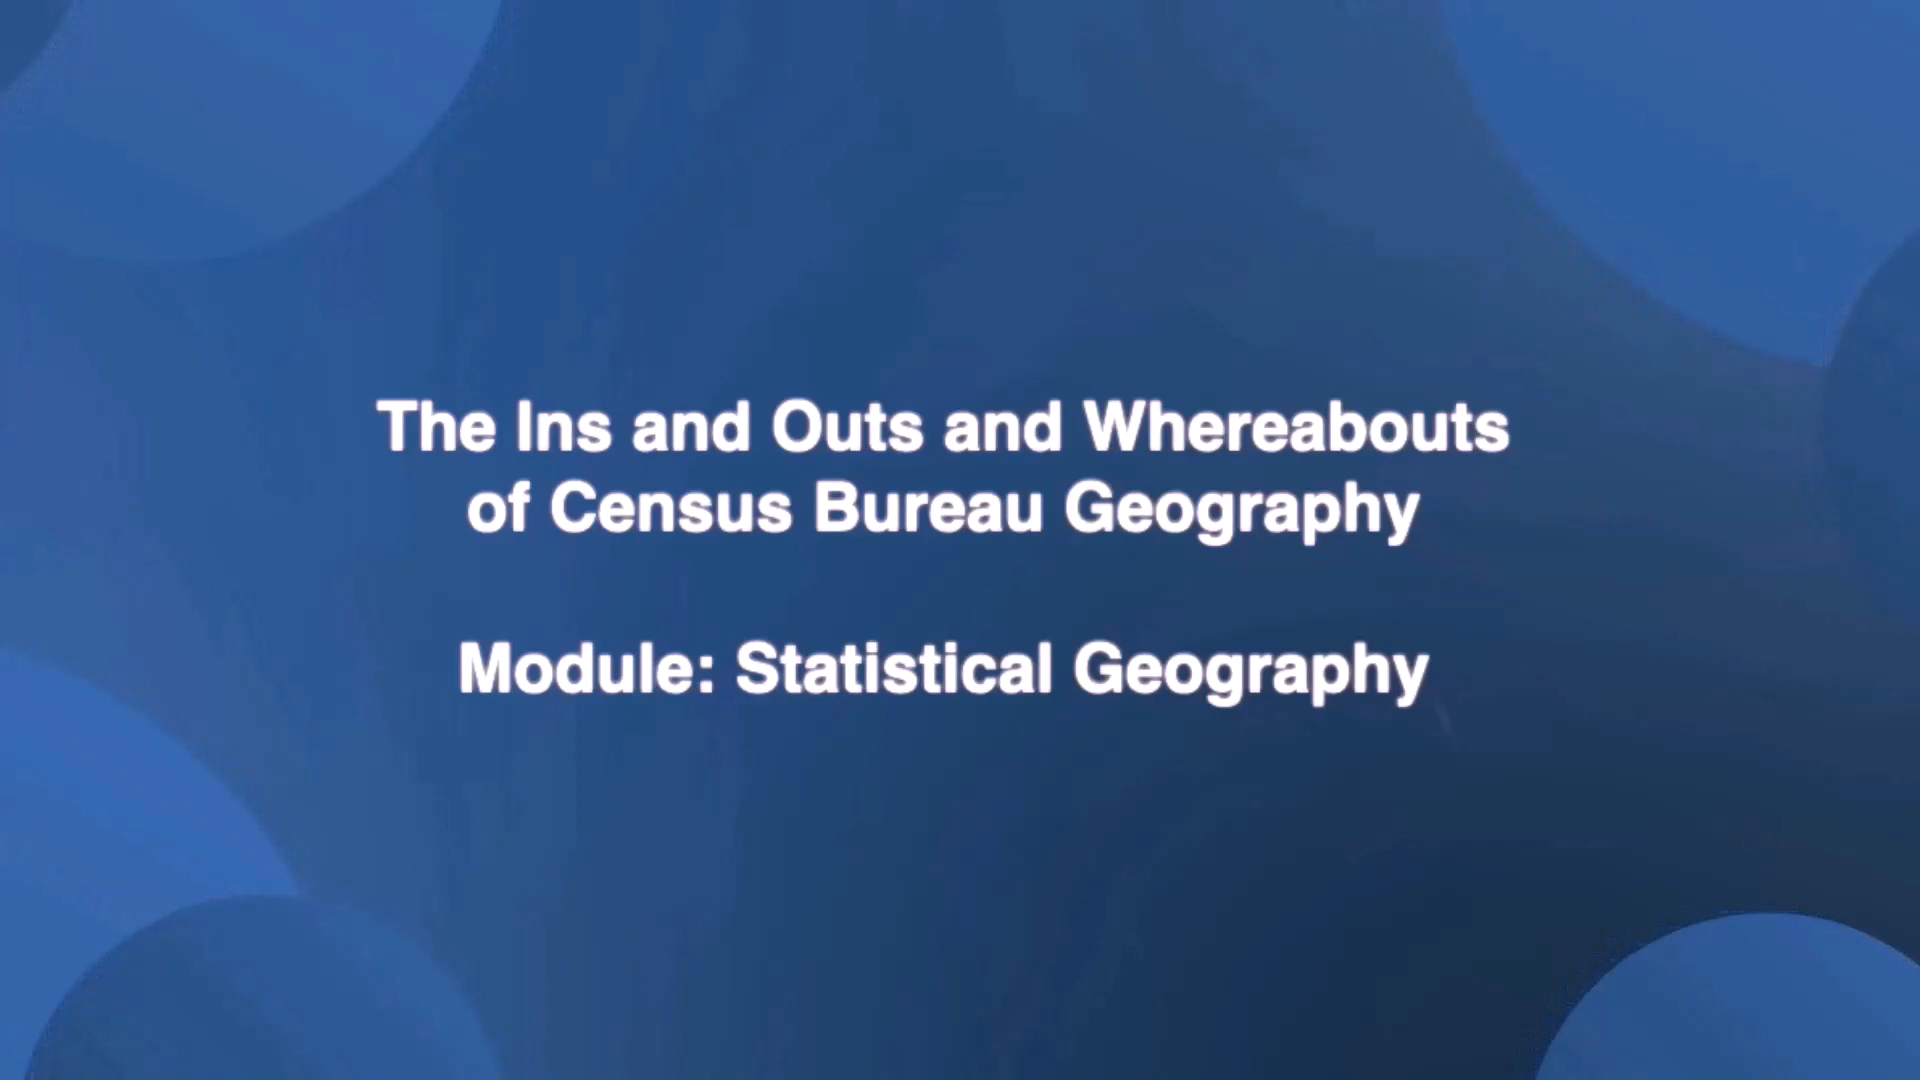 The Ins and Outs and Whereabouts
of Census Bureau Geography
Module: Statistical Geography